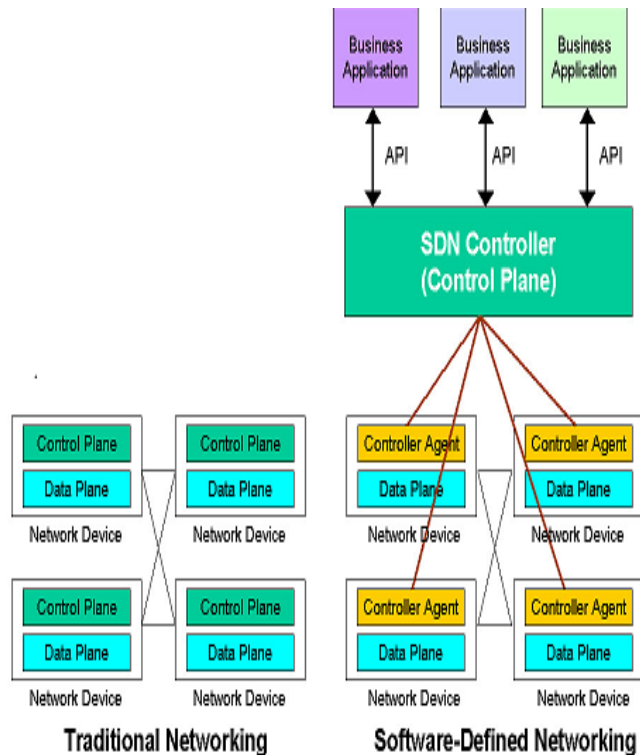 Business
Application
Business
Application
Business
Application
API
API
API
SDN Controller
(Control Plane)
Control Plane
Data Plane
Network Device
Control Plane
Data Plane
Network Device
Control Plane
Data Plane
Network Device
Control Plane
Data Plane
Network Device
Traditional Networking
Controller Agent
Data Plane
Network Device
Controller Agent
Data Plane
Network Device
Controller Agent
Data Plane
Network Device
Controller Agent
Data Plane
Network Device
Software-Defined Networking